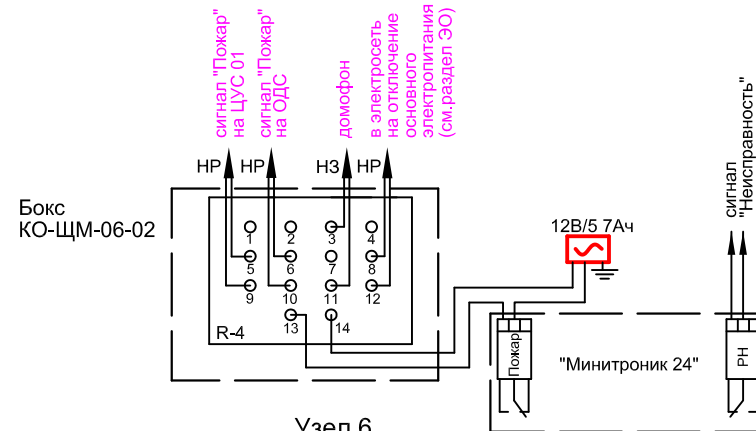 сигнал "Пожар"
на ЦУС 01
сигнал "Пожар"
на ОДС
домофон
в электросеть
на отключение
основного
электропитания
(см.раздел ЭО)
сигнал
"Неисправность"
НР
НР
НЗ
НР
Бокс
КО-ЩМ-06-02
1
2
3
4
5
6
7
8
9
10
11
12
13
14
R-4
12В/5 7Ач
Пожар
"Минитроник 24"
РН
Узел 6